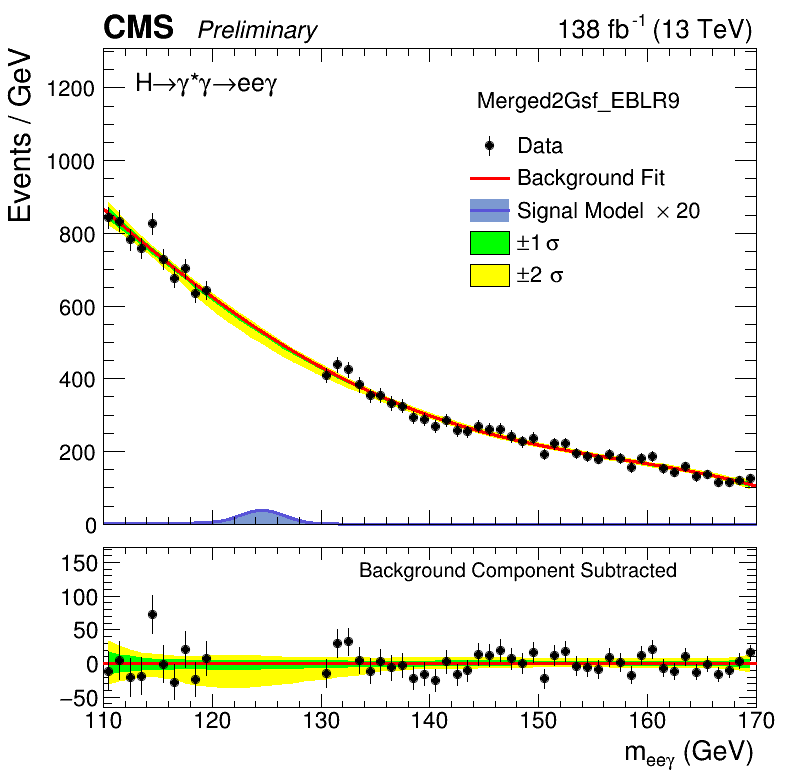 CMS Preliminary 138 fb⁻¹ (13 TeV)
H→γ*γ→eeγ
Merged2Gsf_EBLR9
Data
Background Fit
Signal Model × 20
±1 σ
±2 σ
Events / GeV
1200
1000
800
600
400
200
0
Background Component Subtracted
150
100
50
0
−50
110 120 130 140 150 160 170
m_eeγ (GeV)